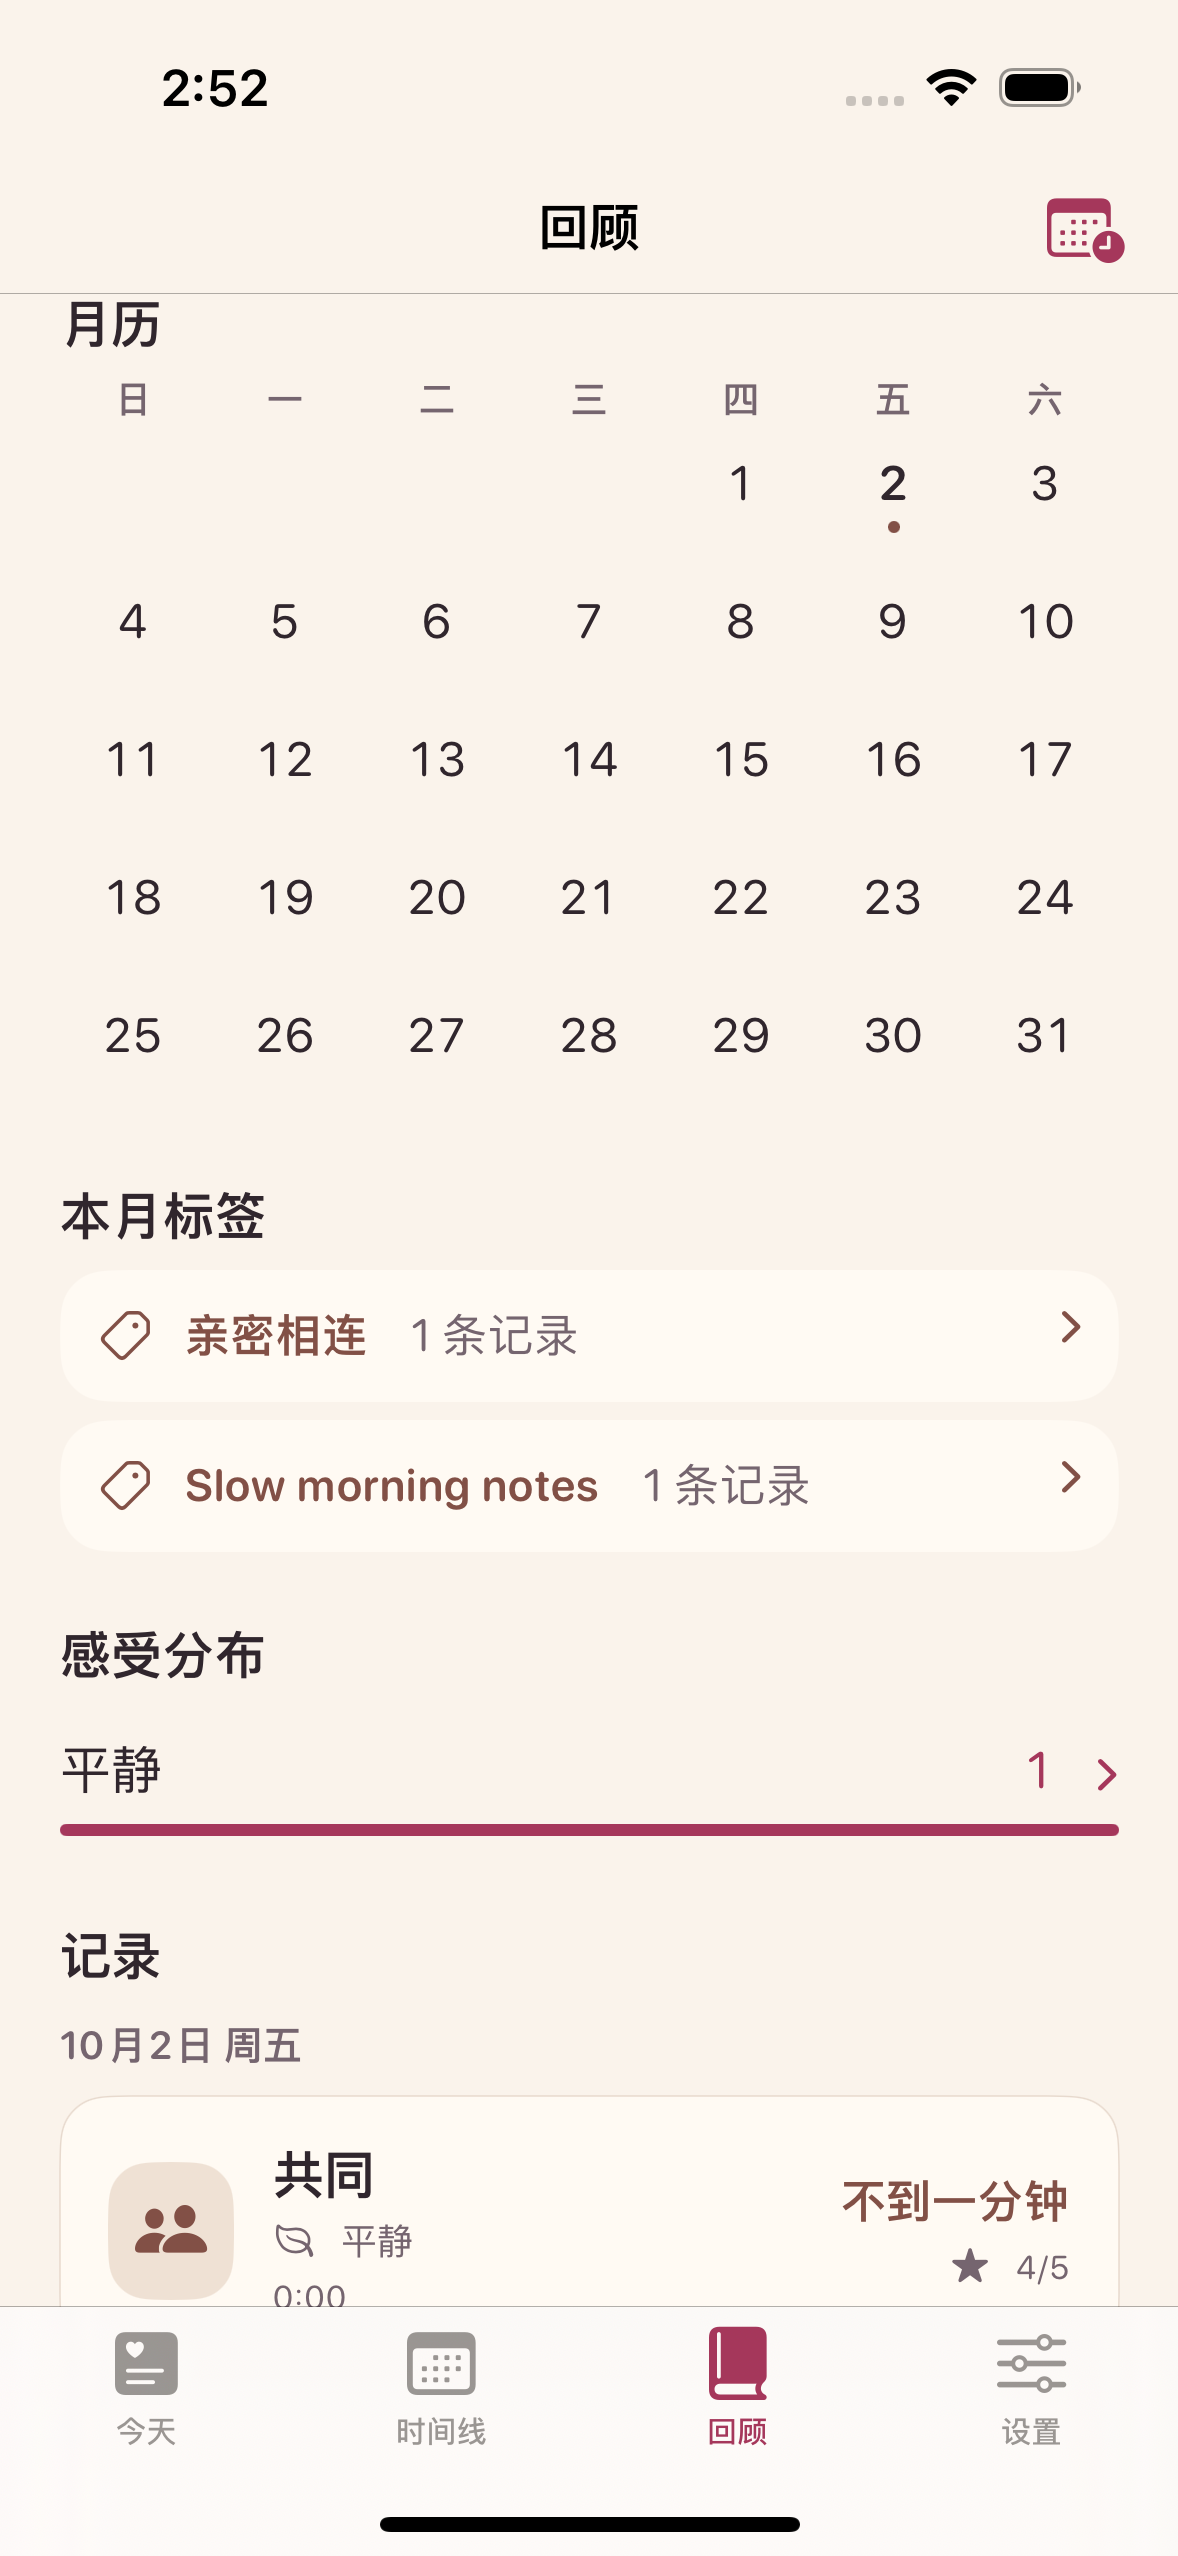 2:52
回顾
月历
日 一 二 三 四 五 六
1 2 3
4 5 6 7 8 9 10
11 12 13 14 15 16 17
18 19 20 21 22 23 24
25 26 27 28 29 30 31
本月标签
亲密相连 1 条记录
Slow morning notes 1 条记录
感受分布
平静 1
记录
10月2日 周五
共同
不到一分钟
平静
4/5
0:00
今天 时间线 回顾 设置